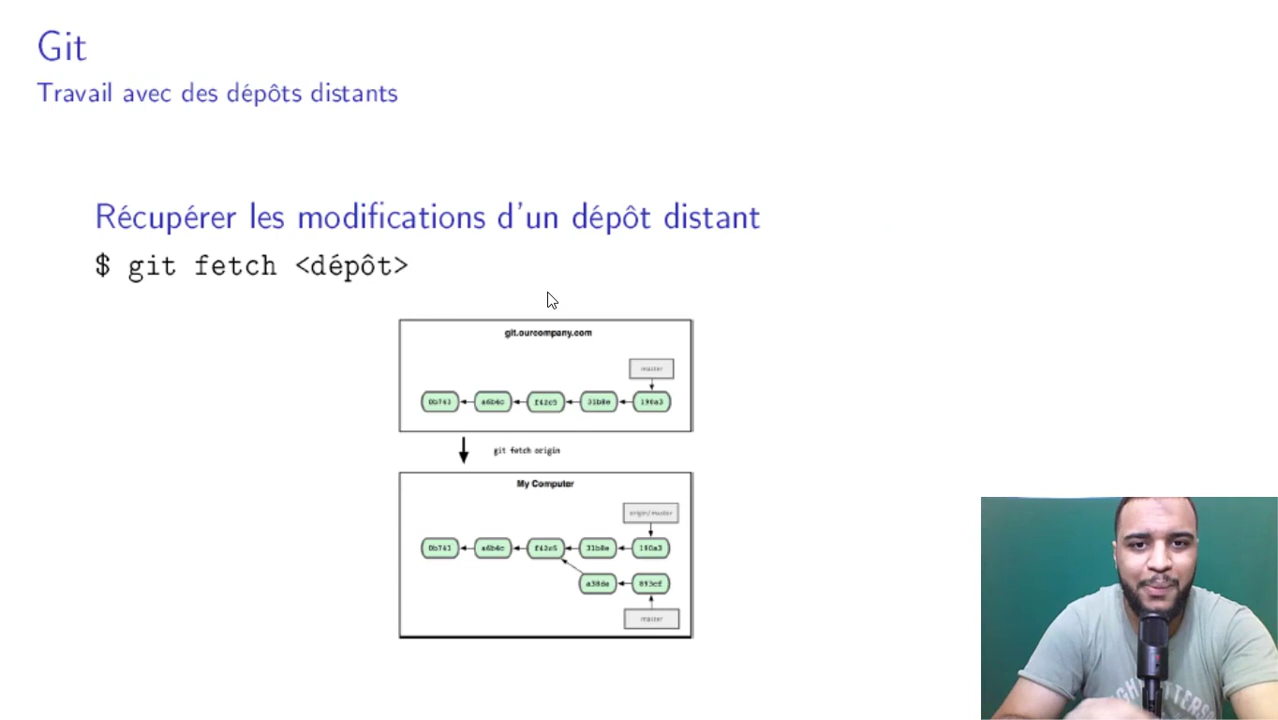 Git
Travail avec des dépôts distants
Récupérer les modifications d'un dépôt distant
$ git fetch <dépôt>
git.ourcompany.com
master
0b743 a6b4c f42c5 31b8e 190a3
git fetch origin
My Computer
origin/master
0b743 a6b4c f42c5 31b8e 190a3
a38de 893cf
master